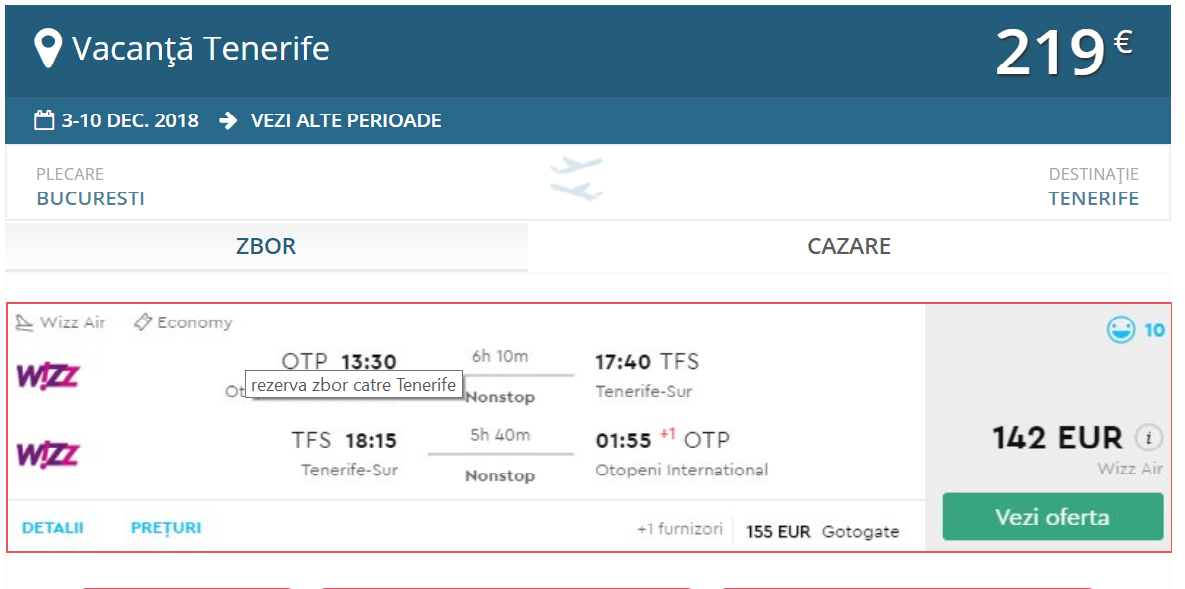 Vacanţă Tenerife
219 €
3-10 DEC. 2018 → VEZI ALTE PERIOADE
PLECARE
DESTINAŢIE
BUCURESTI
TENERIFE
ZBOR
CAZARE
Wizz Air Economy
10
WIZZ
OTP 13:30
6h 10m
17:40 TFS
Ot
rezerva zbor catre Tenerife
Nonstop
Tenerife-Sur
WIZZ
TFS 18:15
5h 40m
01:55 +1 OTP
Tenerife-Sur
Nonstop
Otopeni International
142 EUR i
Wizz Air
Vezi oferta
DETALII
PREȚURI
+1 furnizori
155 EUR Gotogate